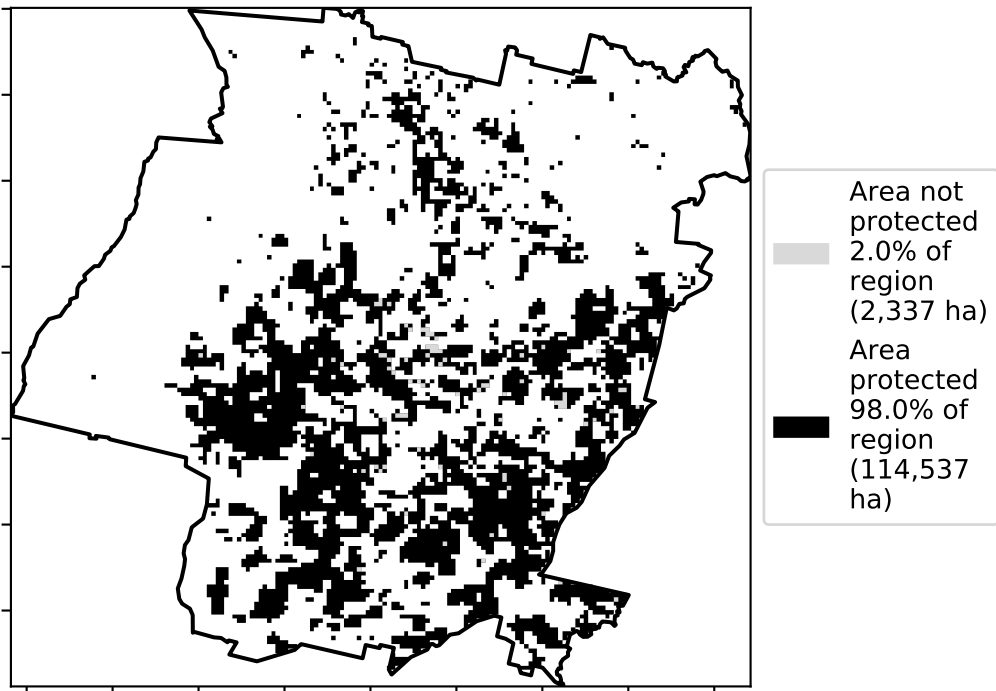 Area not
protected
2.0% of
region
(2,337 ha)
Area
protected
98.0% of
region
(114,537
ha)